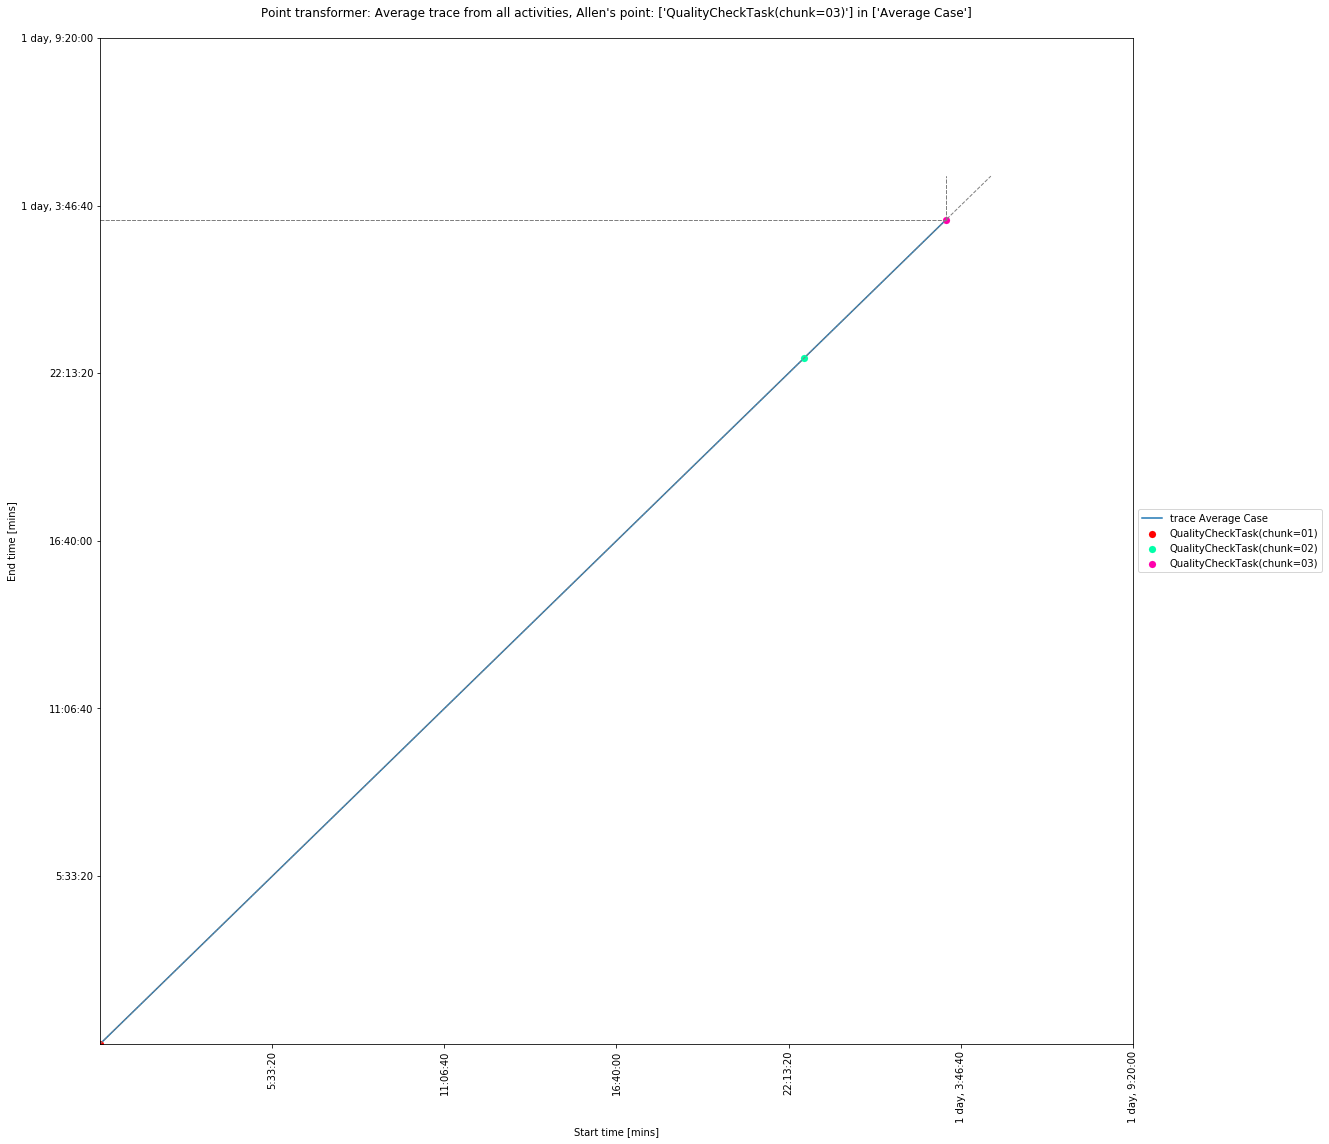 Point transformer: Average trace from all activities, Allen's point: ['QualityCheckTask(chunk=03)'] in ['Average Case']
1 day, 9:20:00
1 day, 3:46:40
22:13:20
16:40:00
11:06:40
5:33:20
End time [mins]
trace Average Case
QualityCheckTask(chunk=01)
QualityCheckTask(chunk=02)
QualityCheckTask(chunk=03)
5:33:20
11:06:40
16:40:00
22:13:20
1 day, 3:46:40
1 day, 9:20:00
Start time [mins]